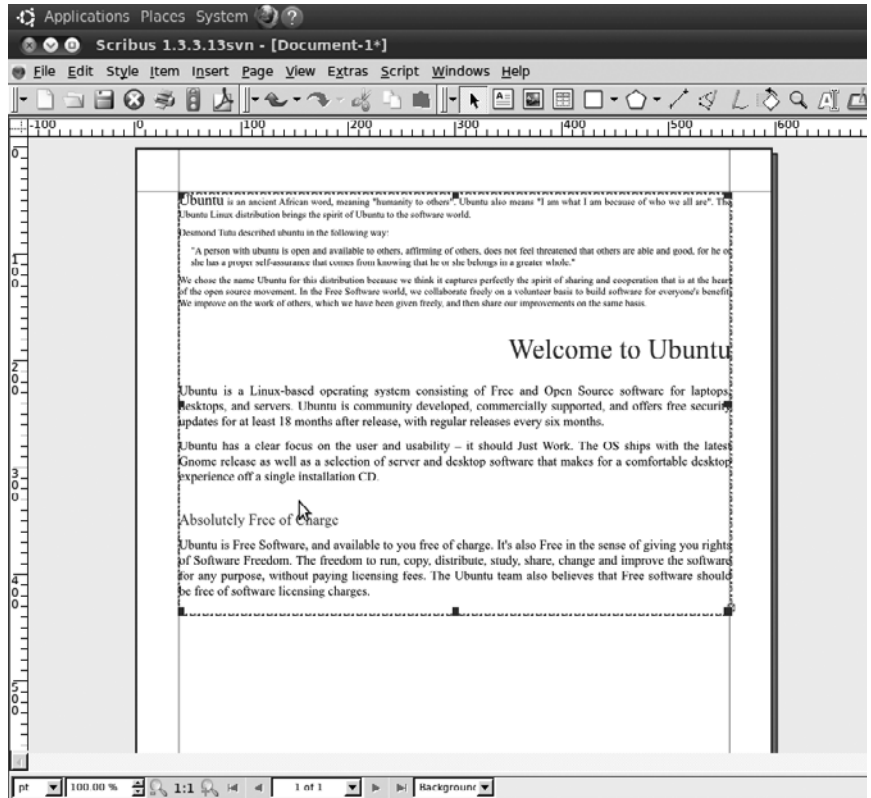 Applications Places System
Scribus 1.3.3.13svn - [Document-1*]
File Edit Style Item Insert Page View Extras Script Windows Help
-100 0 100 200 300 400 500 600
0
100
200
300
400
500
Ubuntu is an ancient African word, meaning "humanity to others". Ubuntu also means "I am what I am because of who we all are". The
Ubuntu Linux distribution brings the spirit of Ubuntu to the software world.
Desmond Tutu described ubuntu in the following way:
"A person with ubuntu is open and available to others, affirming of others, does not feel threatened that others are able and good, for he or
she has a proper self-assurance that comes from knowing that he or she belongs in a greater whole."
We chose the name Ubuntu for this distribution because we think it captures perfectly the spirit of sharing and cooperation that is at the heart
of the open source movement. In the Free Software world, we collaborate freely on a volunteer basis to build software for everyone's benefit.
We improve on the work of others, which we have been given freely, and then share our improvements on the same basis.
Welcome to Ubuntu
Ubuntu is a Linux-based operating system consisting of Free and Open Source software for laptops,
desktops, and servers. Ubuntu is community developed, commercially supported, and offers free security
updates for at least 18 months after release, with regular releases every six months.
Ubuntu has a clear focus on the user and usability – it should Just Work. The OS ships with the latest
Gnome release as well as a selection of server and desktop software that makes for a comfortable desktop
experience off a single installation CD.
Absolutely Free of Charge
Ubuntu is Free Software, and available to you free of charge. It's also Free in the sense of giving you rights
of Software Freedom. The freedom to run, copy, distribute, study, share, change and improve the software
for any purpose, without paying licensing fees. The Ubuntu team also believes that Free software should
be free of software licensing charges.
pt 100.00 % 1:1 1 of 1 Background